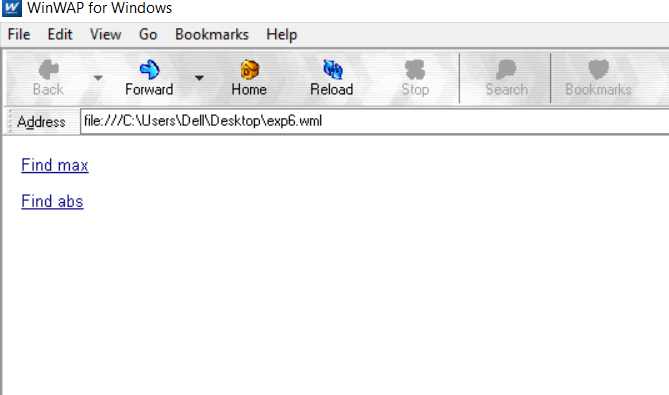 WinWAP for Windows
File Edit View Go Bookmarks Help
Back Forward Home Reload Stop Search Bookmarks
Address file:///C:\Users\Dell\Desktop\exp6.wml
Find max
Find abs